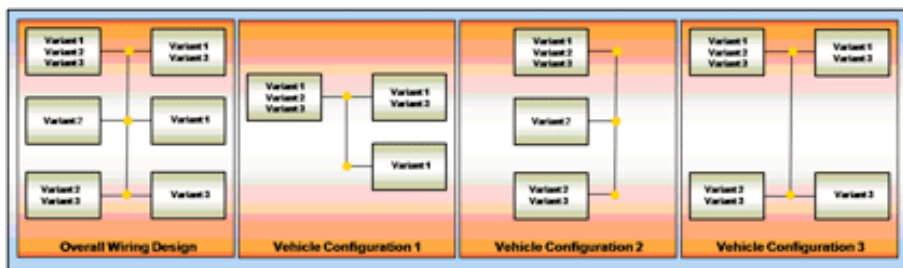 Variant 1
Variant 2
Variant 3
Variant 1
Variant 3
Variant 2
Variant 1
Variant 2
Variant 3
Variant 3
Overall Wiring Design
Variant 1
Variant 2
Variant 3
Variant 1
Variant 3
Variant 1
Vehicle Configuration 1
Variant 1
Variant 2
Variant 3
Variant 2
Variant 2
Variant 3
Vehicle Configuration 2
Variant 1
Variant 2
Variant 3
Variant 1
Variant 3
Variant 2
Variant 3
Variant 3
Vehicle Configuration 3